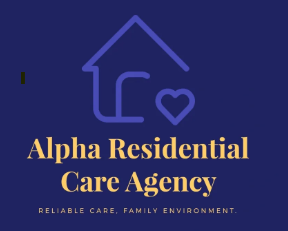 Alpha Residential
Care Agency
RELIABLE CARE, FAMILY ENVIRONMENT.